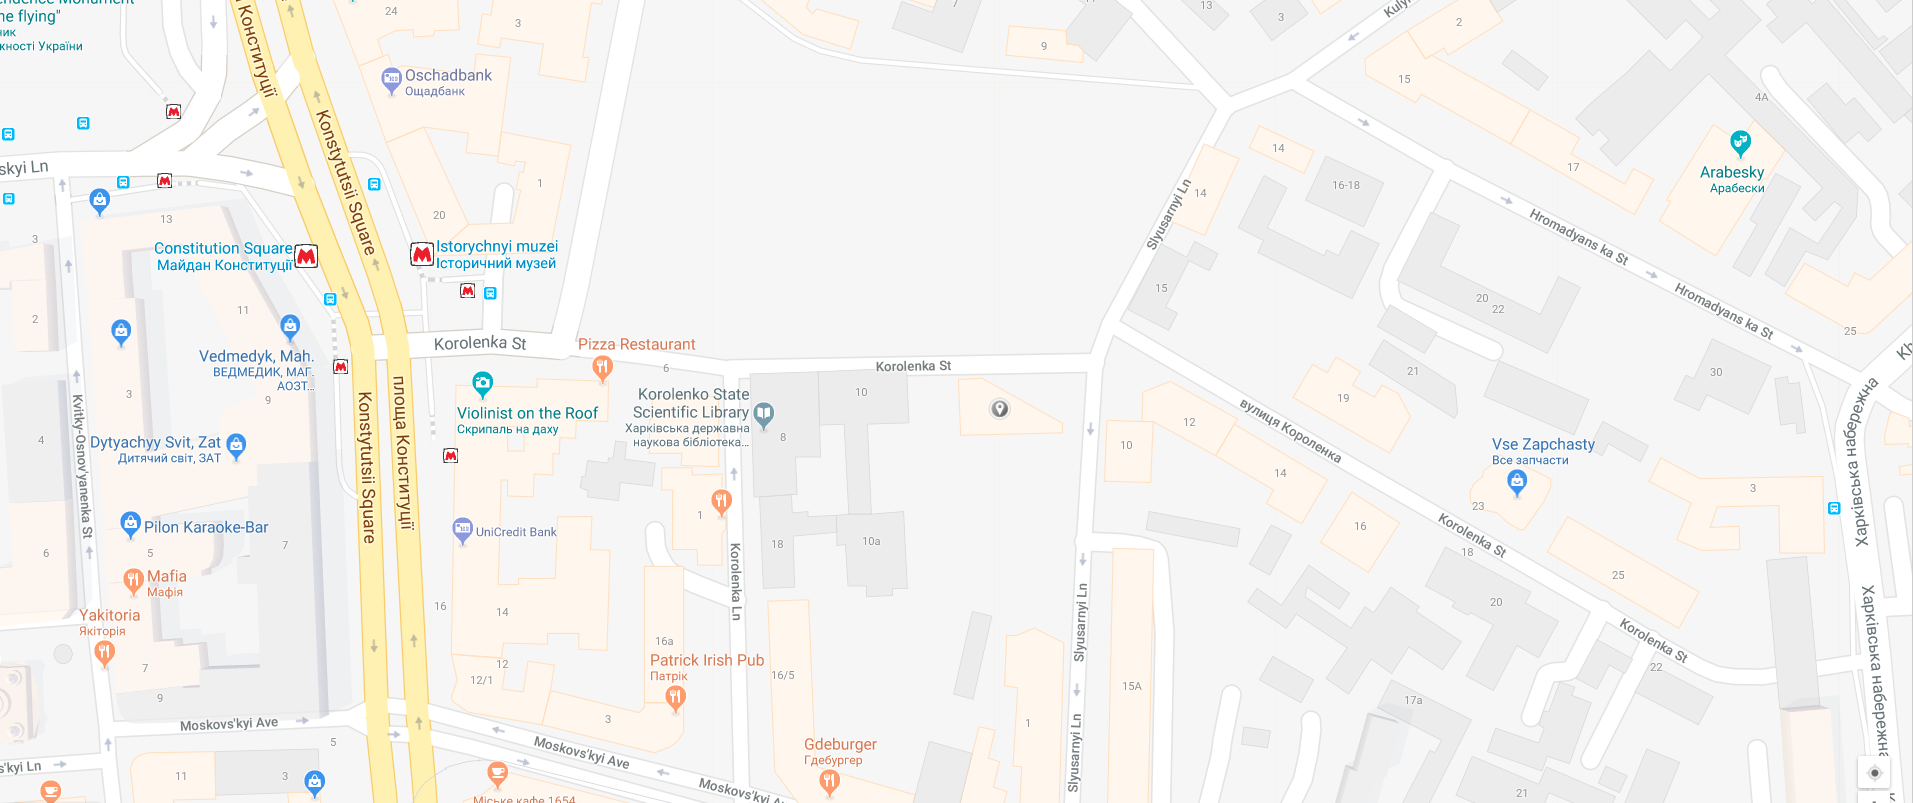 endence Monument
ne flying"
ник
жності України
24
3
7
13
3
Kulyk
2
9
15
4A
Oschadbank
Ощадбанк
Конституції
Konstytutsii Square
skyi Ln
Arabesky
Арабески
14
17
16-18
14
1
20
13
3
Slyusarnyi Ln
Hromadyans ka St
Constitution Square
Майдан Конституції
Istorychnyi muzei
Історичний музей
15
20
22
Hromadyans ka St
25
11
2
Korolenka St
Pizza Restaurant
Vedmedyk, Mah.
ВЕДМЕДИК, МАГ.
АОЗТ...
6
Korolenka St
21
30
Kh
3
9
площа Конституції
Konstytutsii Square
Kvitky-Osnov'yanenka St
Korolenko State
Scientific Library
Харківська державна
наукова бібліотека...
10
8
Violinist on the Roof
Скрипаль на даху
19
12
вулиця Короленка
Харківська набережна
4
Dytyachyy Svit, Zat
Дитячий світ, ЗАТ
10
14
Vse Zapchasty
Все запчасти
3
23
Pilon Karaoke-Bar
UniCredit Bank
1
16
Korolenka St
6
5
7
18
10a
18
Korolenka Ln
Mafia
Мафія
25
20
16
14
Yakitoria
Якіторія
Slyusarnyi Ln
Korolenka St
Харківська набережна
16a
Patrick Irish Pub
Патрік
12
12/1
7
16/5
22
15A
9
3
1
17a
Moskovs'kyi Ave
5
Moskovs'kyi Ave
Gdeburger
Гдебургер
Slyusarnyi Ln
s'kyi Ln
11
3
Moskovs'kyi Av
Міське кафе 1654
21